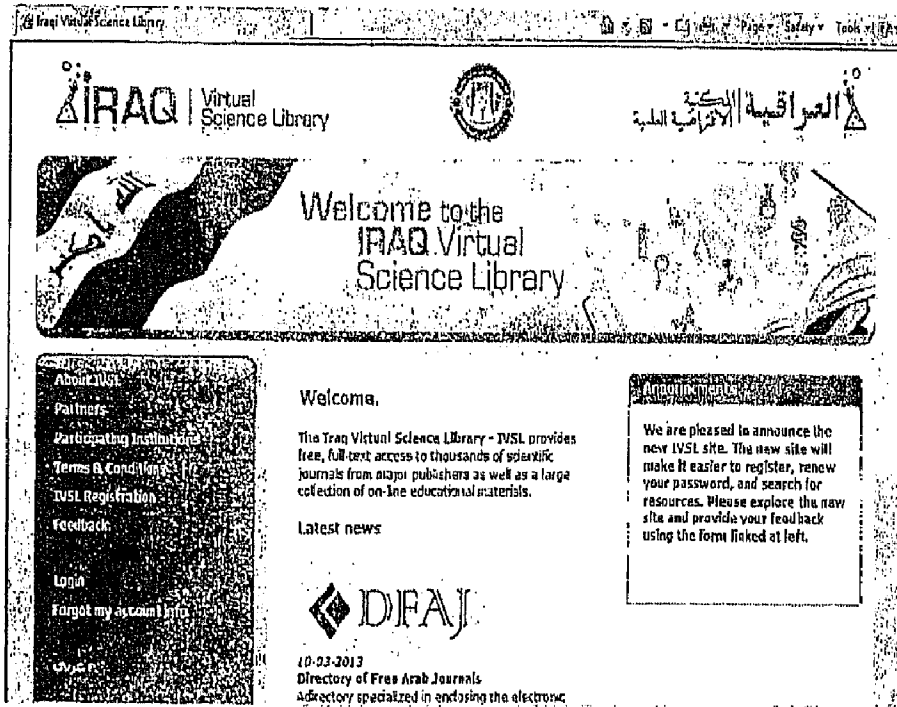 Iraqi Virtual Science Library
Page Safety Tools
IRAQ Virtual
Science Library
العراقية المكتبة
الافتراضية العلمية
الله اكبر
Welcome to the
IRAQ Virtual
Science Library
About IVSL
Partners
Participating Institutions
Terms & Conditions
IVSL Registration
Feedback
Login
Forgot my account info
Welcome,
The Iraq Virtual Science Library - IVSL provides
free, full-text access to thousands of scientific
journals from major publishers as well as a large
collection of on-line educational materials.
Latest news
DFAJ
10-03-2013
Directory of Free Arab Journals
A directory specialized in enclosing the electronic
Announcements
We are pleased to announce the
new IVSL site. The new site will
make it easier to register, renew
your password, and search for
resources. Please explore the new
site and provide your feedback
using the form linked at left.